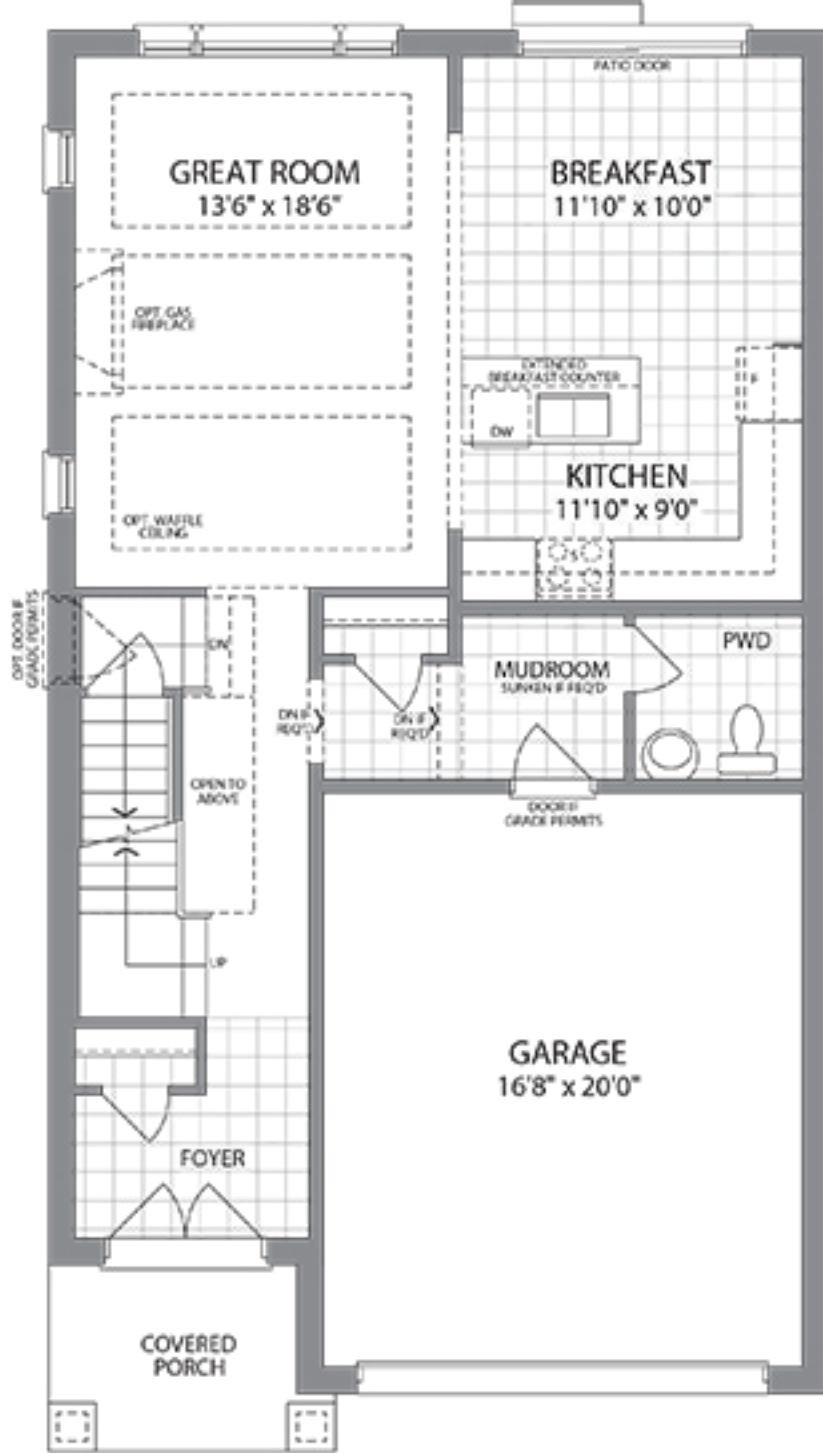 PATIO DOOR
GREAT ROOM
13'6" x 18'6"
BREAKFAST
11'10" x 10'0"
OPT. GAS
FIREPLACE
EXTENDED
BREAKFAST COUNTER
F
DW
KITCHEN
11'10" x 9'0"
OPT. WAFFLE
CEILING
S
OPT. DOOR IF
GRADE PERMITS
DN
PWD
MUDROOM
SUNKEN IF REQ'D
DN IF
REQ'D
DN IF
REQ'D
OPEN TO
ABOVE
DOOR IF
GRADE PERMITS
UP
GARAGE
16'8" x 20'0"
FOYER
COVERED
PORCH